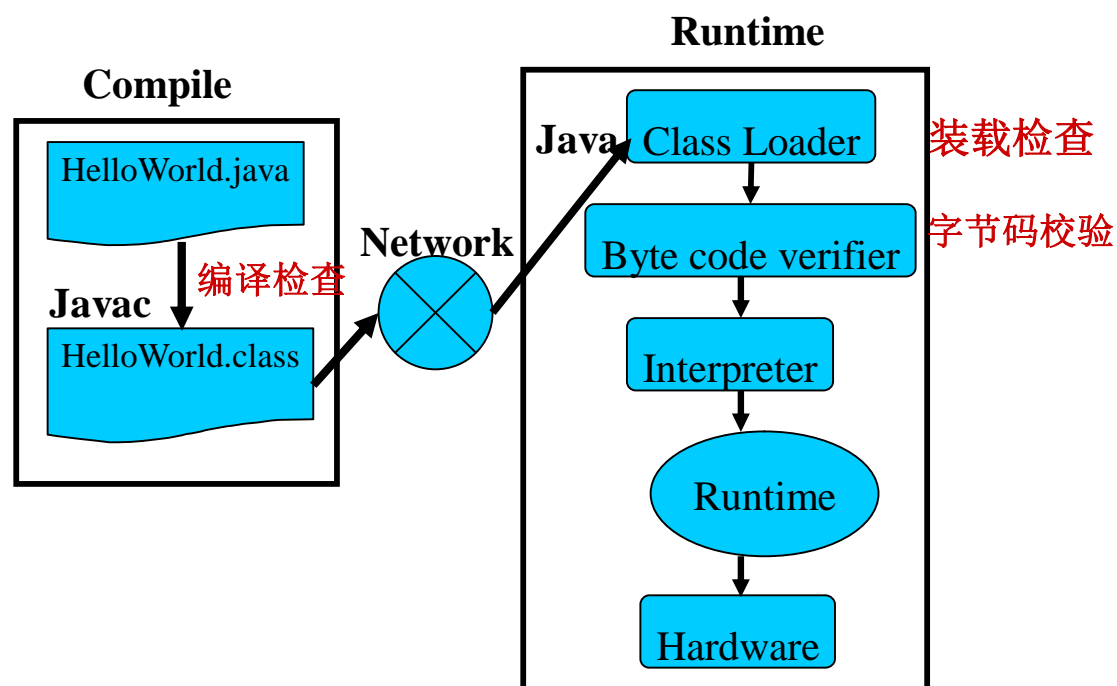 Compile
HelloWorld.java
编译检查
Javac
HelloWorld.class
Network
Runtime
Java
Class Loader
装载检查
Byte code verifier
字节码校验
Interpreter
Runtime
Hardware